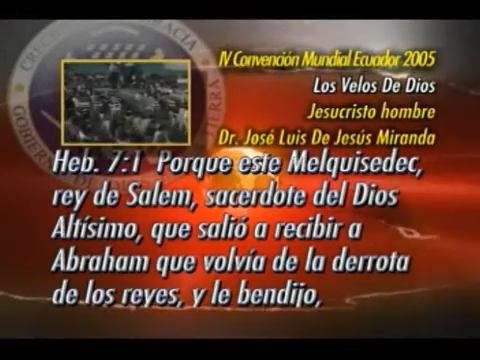 IV Convención Mundial Ecuador 2005
Los Velos De Dios
Jesucristo hombre
Dr. José Luis De Jesús Miranda
Heb. 7:1 Porque este Melquisedec,
rey de Salem, sacerdote del Dios
Altísimo, que salió a recibir a
Abraham que volvía de la derrota
de los reyes, y le bendijo,